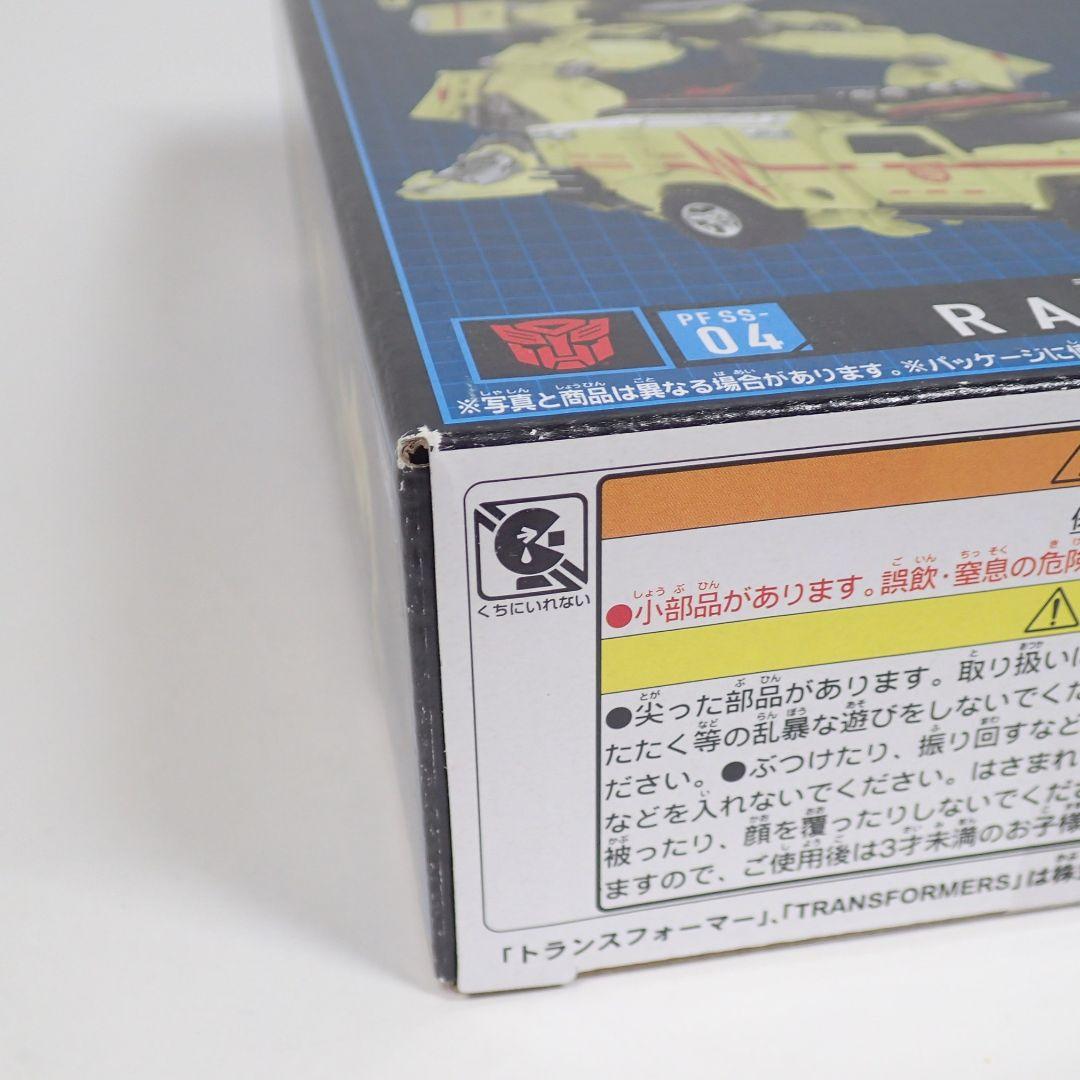 PF SS-
04
RA
※写真と商品は異なる場合があります。※パッケージに使
くちにいれない
●小部品があります。誤飲・窒息の危険
●尖った部品があります。取り扱いに
たたく等の乱暴な遊びをしないでくだ
ださい。●ぶつけたり、振り回すなど
などを入れないでください。はさまれ
被ったり、顔を覆ったりしないでくださ
ますので、ご使用後は3才未満のお子様
「トランスフォーマー」、「TRANSFORMERS」は株